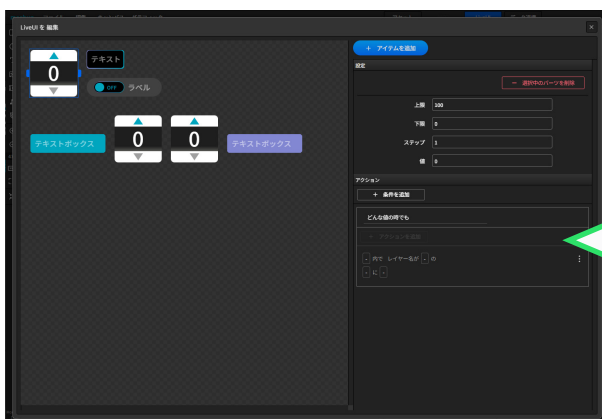 LiveUI を 編集
×
＋ アイテムを追加
設定
0
テキスト
OFF ラベル
－ 選択中のパーツを削除
上限 100
下限 0
ステップ 1
値 0
テキストボックス
0
0
テキストボックス
アクション
＋ 条件を追加
どんな値の時でも
＋ アクションを追加
- 内で レイヤー名が - の
- に -